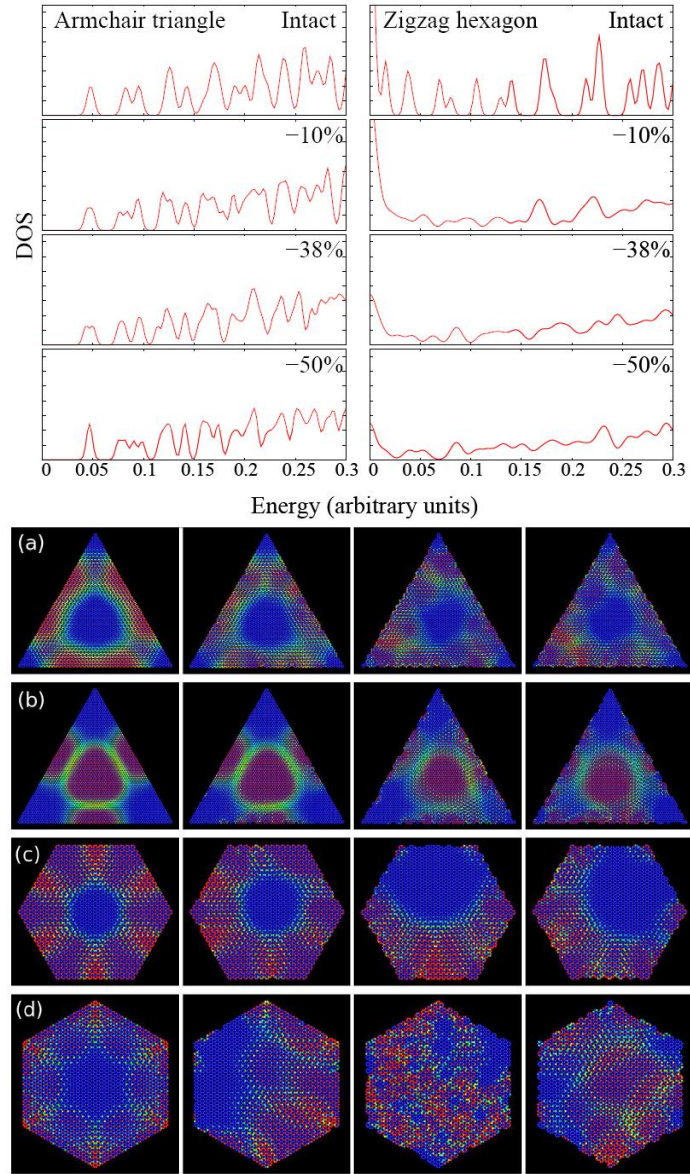 Armchair triangle Intact
Zigzag hexagon Intact
−10%
−10%
−38%
−38%
−50%
−50%
DOS
0 0.05 0.1 0.15 0.2 0.25 0.3
0 0.05 0.1 0.15 0.2 0.25 0.3
Energy (arbitrary units)
(a)
(b)
(c)
(d)